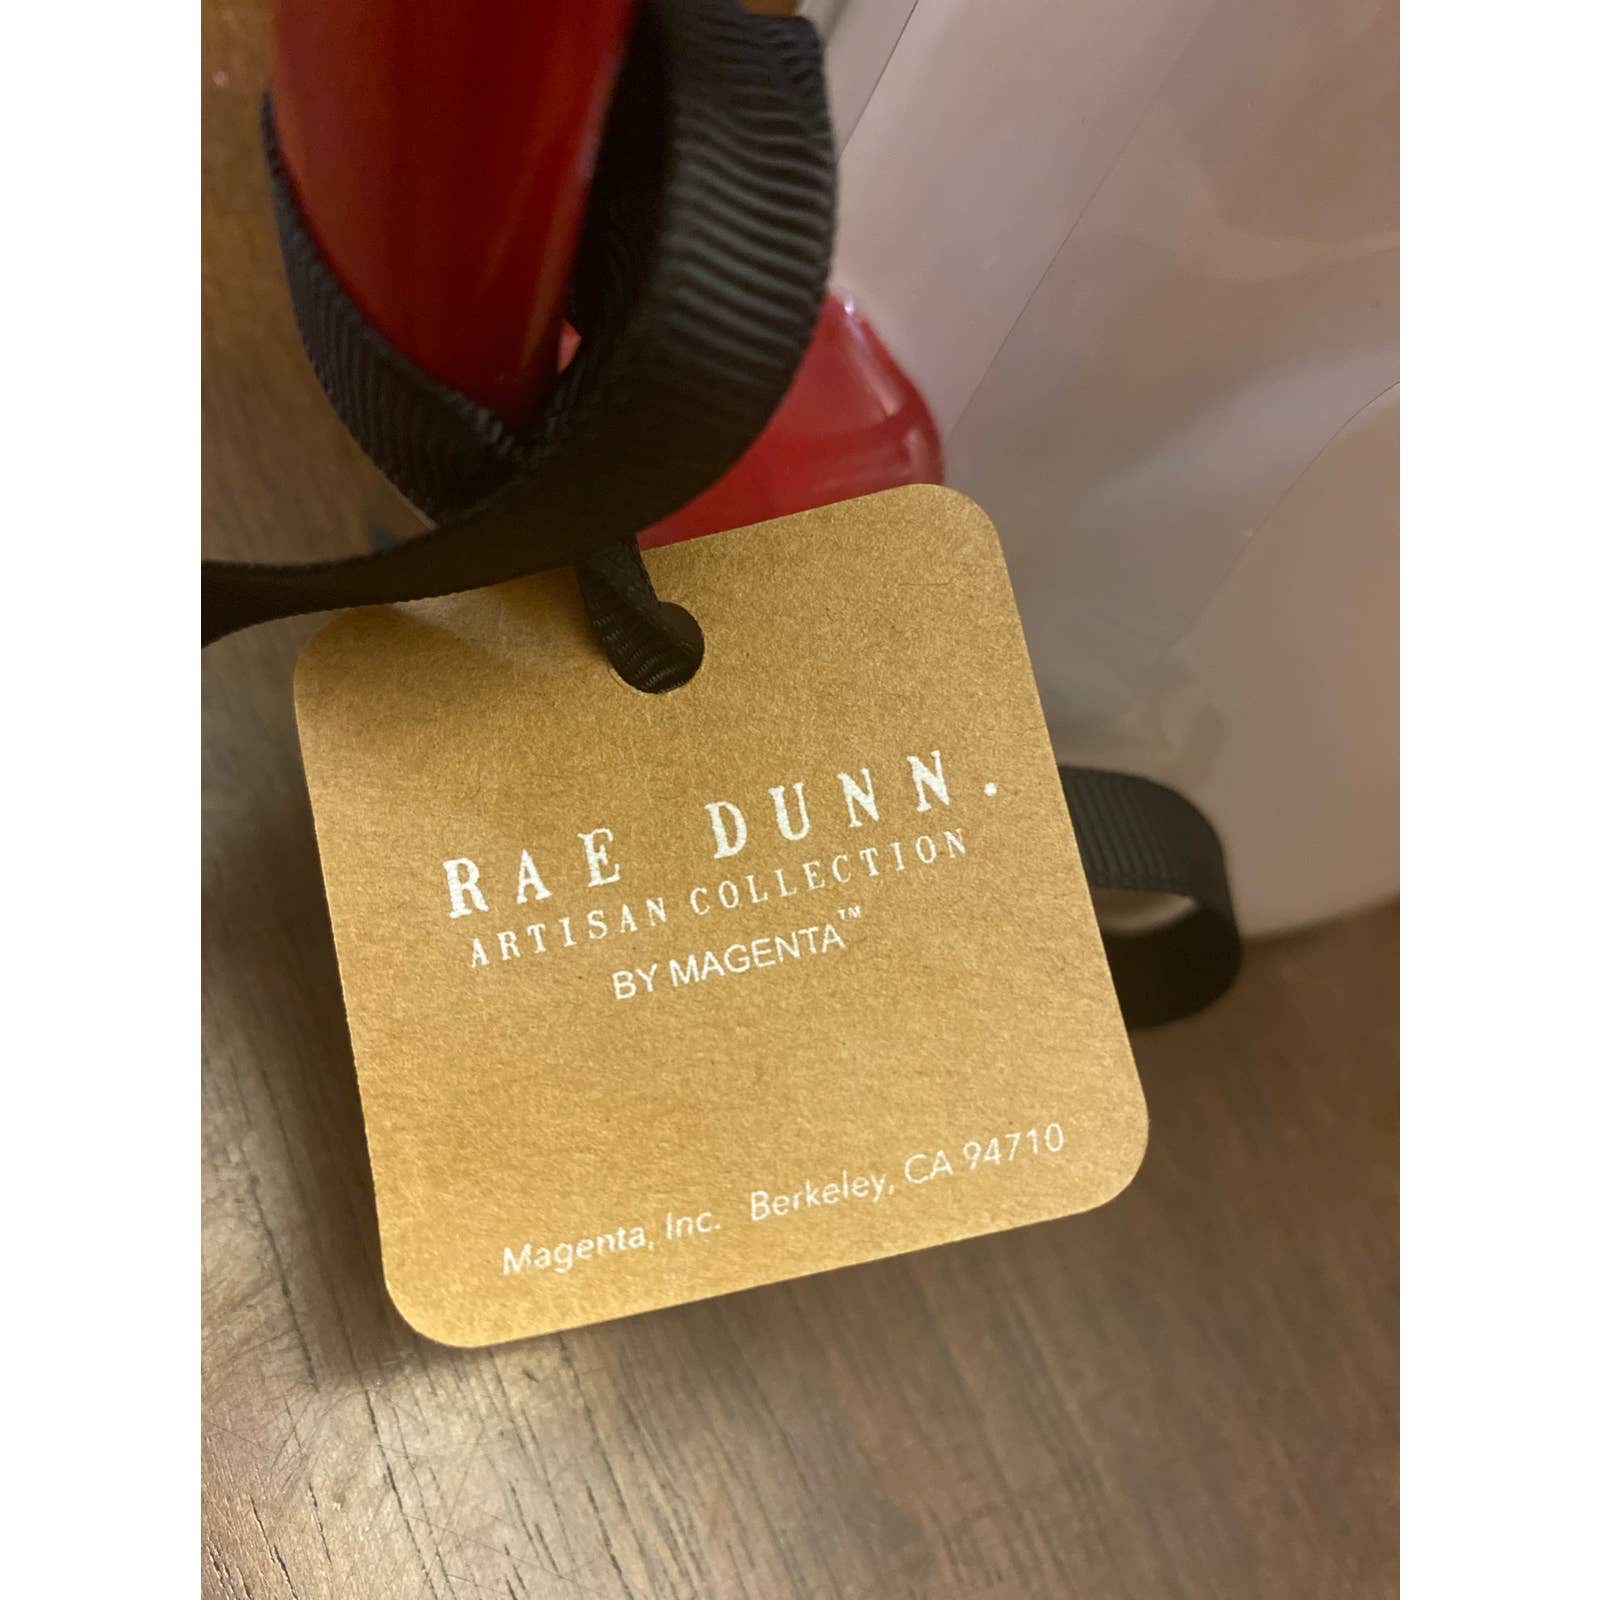 RAE DUNN.
ARTISAN COLLECTION
BY MAGENTA™
Magenta, Inc. Berkeley, CA 94710